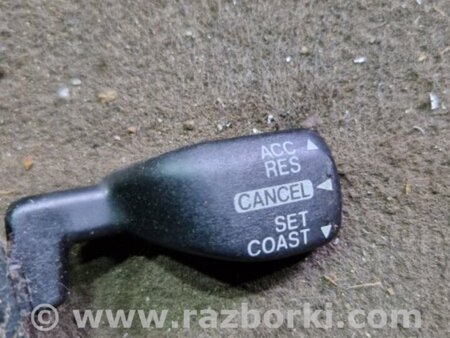 ACC ▲
RES
CANCEL ◀
SET
COAST ▼
© www.razborki.com